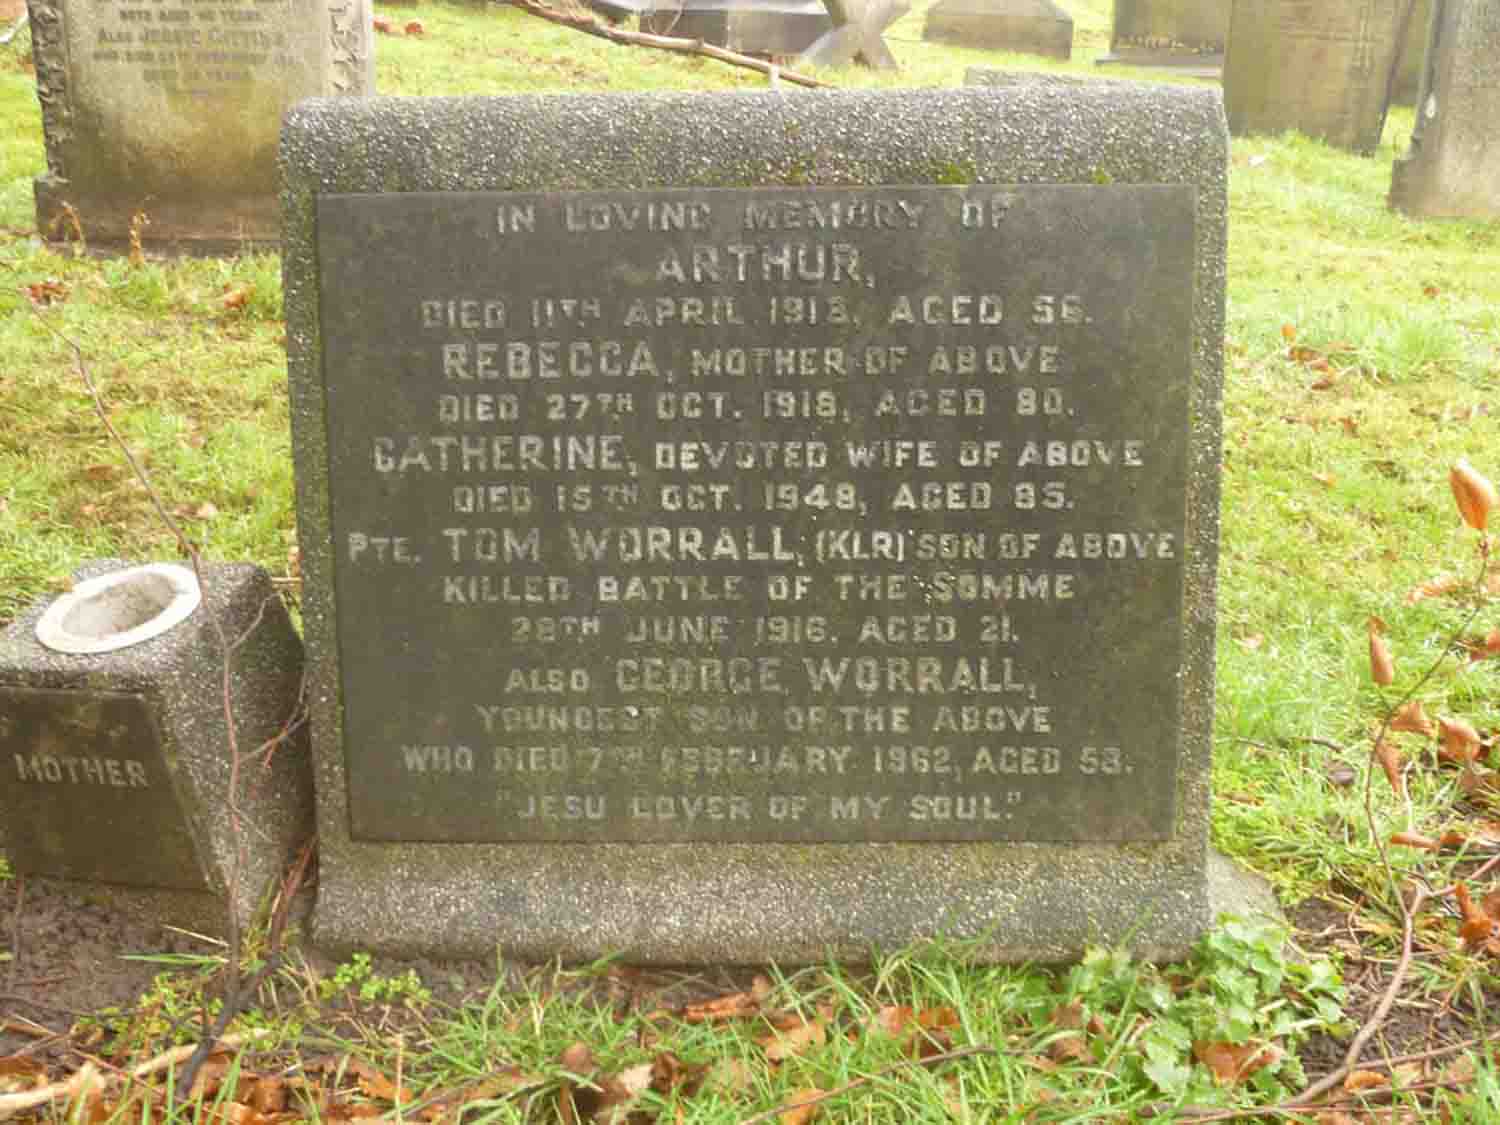 ALSO JESSIE
IN LOVING MEMORY OF
ARTHUR,
DIED 11TH APRIL 1918, AGED 56.
REBECCA, MOTHER OF ABOVE
DIED 27TH OCT. 1918, AGED 80.
CATHERINE, DEVOTED WIFE OF ABOVE
DIED 15TH OCT. 1948, AGED 85.
PTE. TOM WORRALL, (KLR) SON OF ABOVE
KILLED BATTLE OF THE SOMME
28TH JUNE 1916. AGED 21.
ALSO GEORGE WORRALL,
YOUNGEST SON OF THE ABOVE
WHO DIED 7TH FEBRUARY 1962, AGED 58.
"JESU LOVER OF MY SOUL."
MOTHER